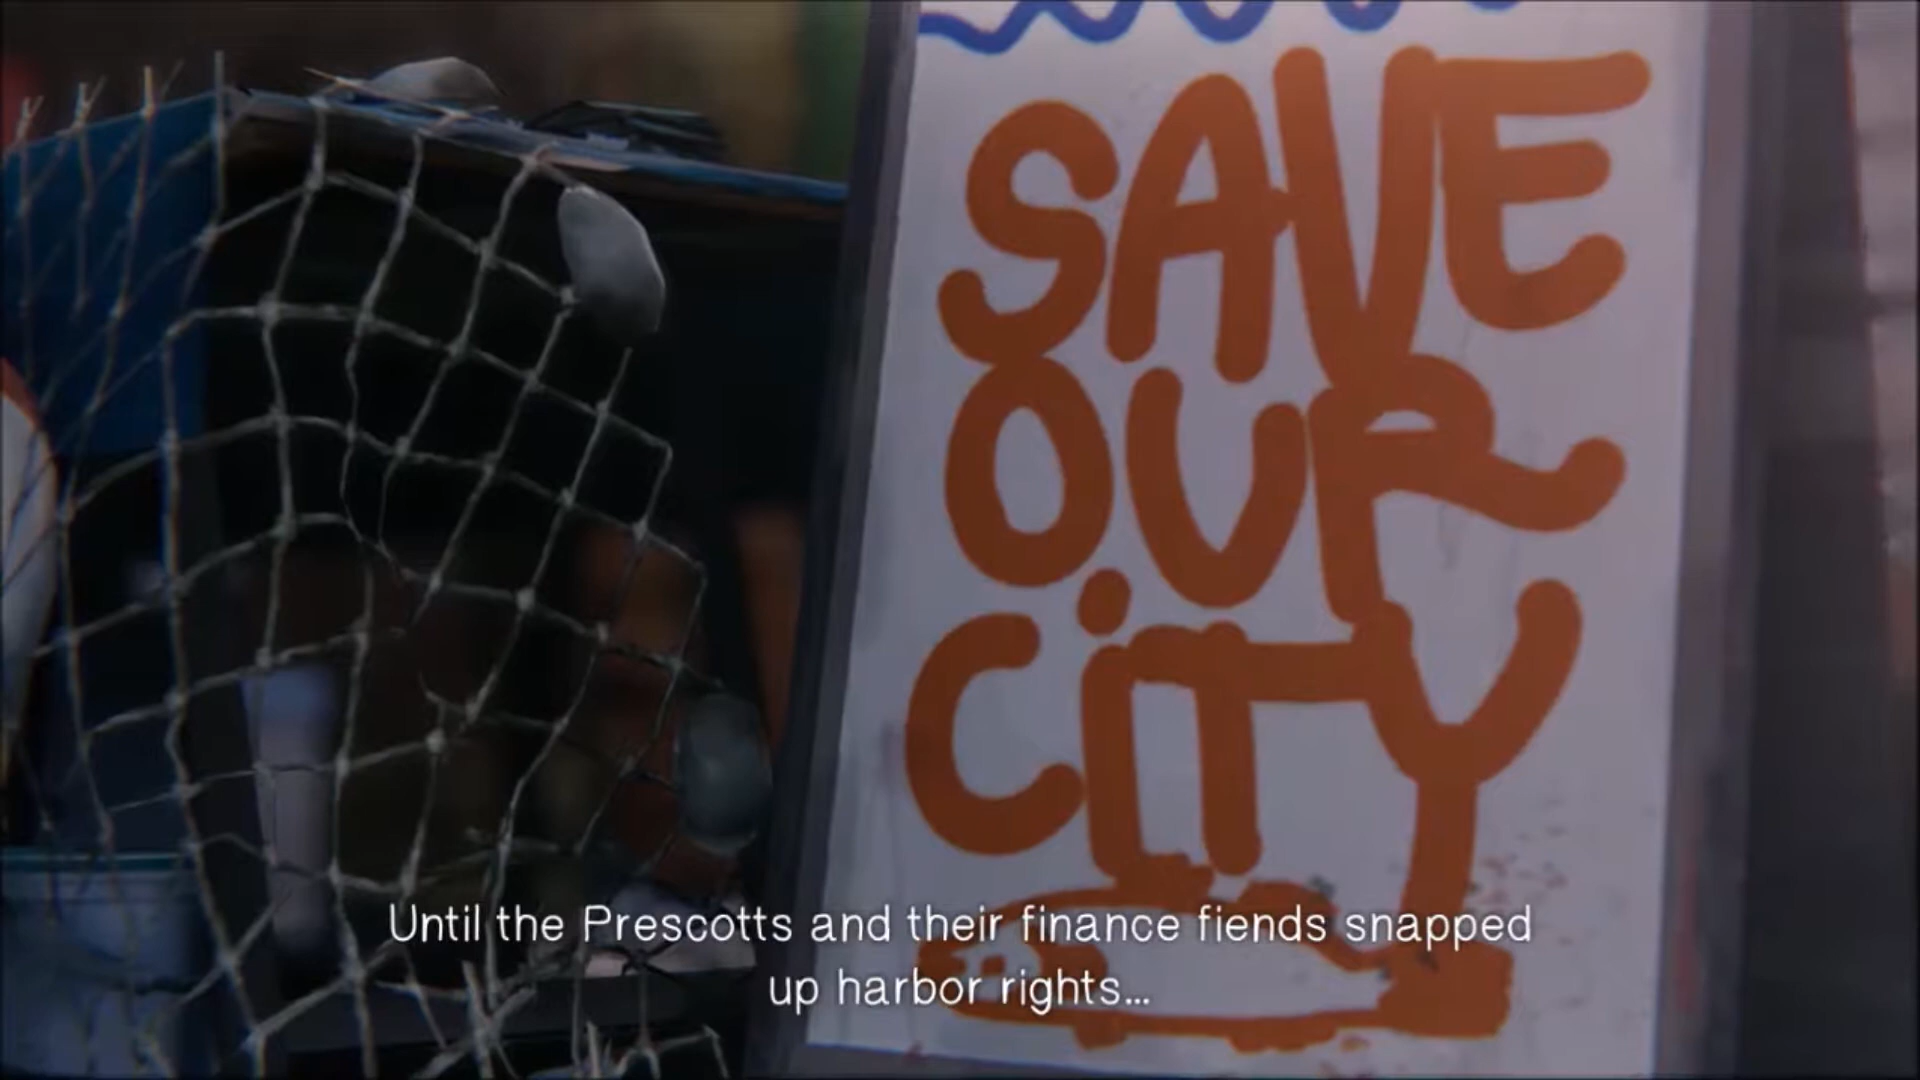 SAVE
OUR
CiTY
Until the Prescotts and their finance fiends snapped
up harbor rights...